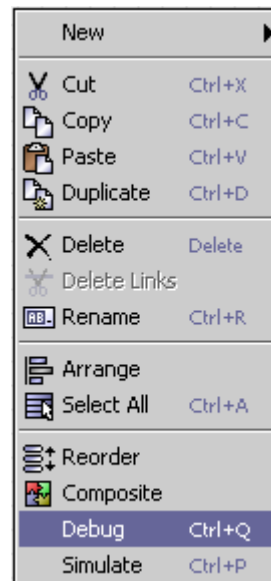 New
Cut Ctrl+X
Copy Ctrl+C
Paste Ctrl+V
Duplicate Ctrl+D
Delete Delete
Delete Links
AB Rename Ctrl+R
Arrange
Select All Ctrl+A
Reorder
Composite
Debug Ctrl+Q
Simulate Ctrl+P